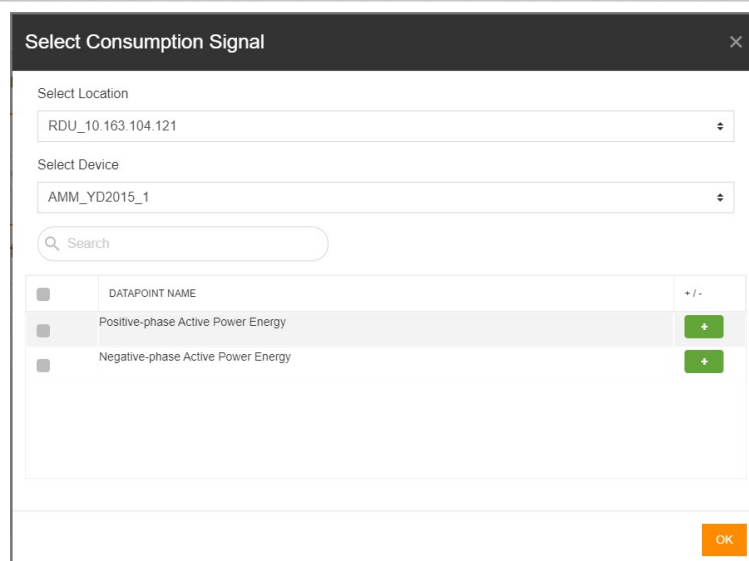 Select Consumption Signal
×
Select Location
RDU_10.163.104.121
Select Device
AMM_YD2015_1
Search
DATAPOINT NAME + / -
Positive-phase Active Power Energy +
Negative-phase Active Power Energy +
OK